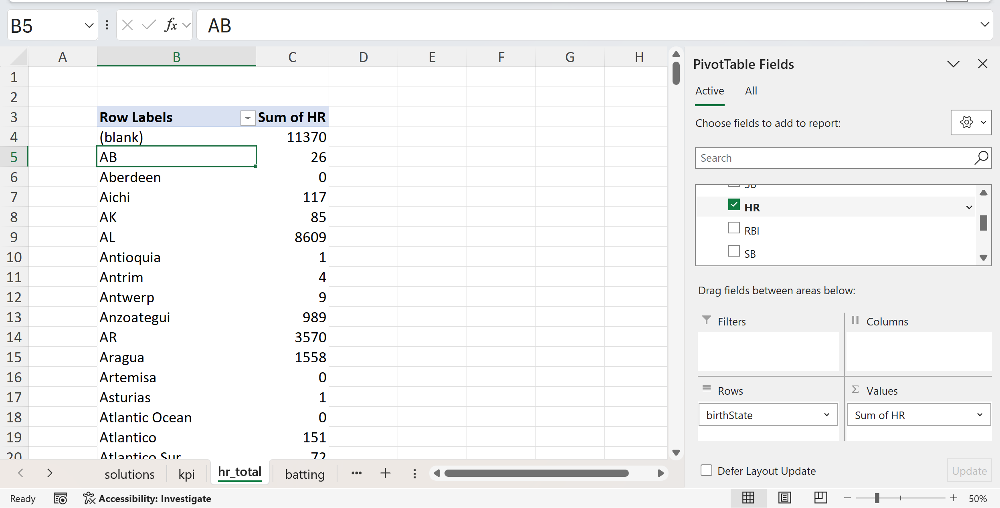 B5
fx
AB
A B C D E F G H
1
2
3 Row Labels Sum of HR
4 (blank) 11370
5 AB 26
6 Aberdeen 0
7 Aichi 117
8 AK 85
9 AL 8609
10 Antioquia 1
11 Antrim 4
12 Antwerp 9
13 Anzoategui 989
14 AR 3570
15 Aragua 1558
16 Artemisa 0
17 Asturias 1
18 Atlantic Ocean 0
19 Atlantico 151
20 Atlantico Sur 72
solutions kpi hr_total batting
Ready Accessibility: Investigate
50%
PivotTable Fields
Active All
Choose fields to add to report:
Search
HR
RBI
SB
Drag fields between areas below:
Filters Columns
Rows Σ Values
birthState Sum of HR
Defer Layout Update Update